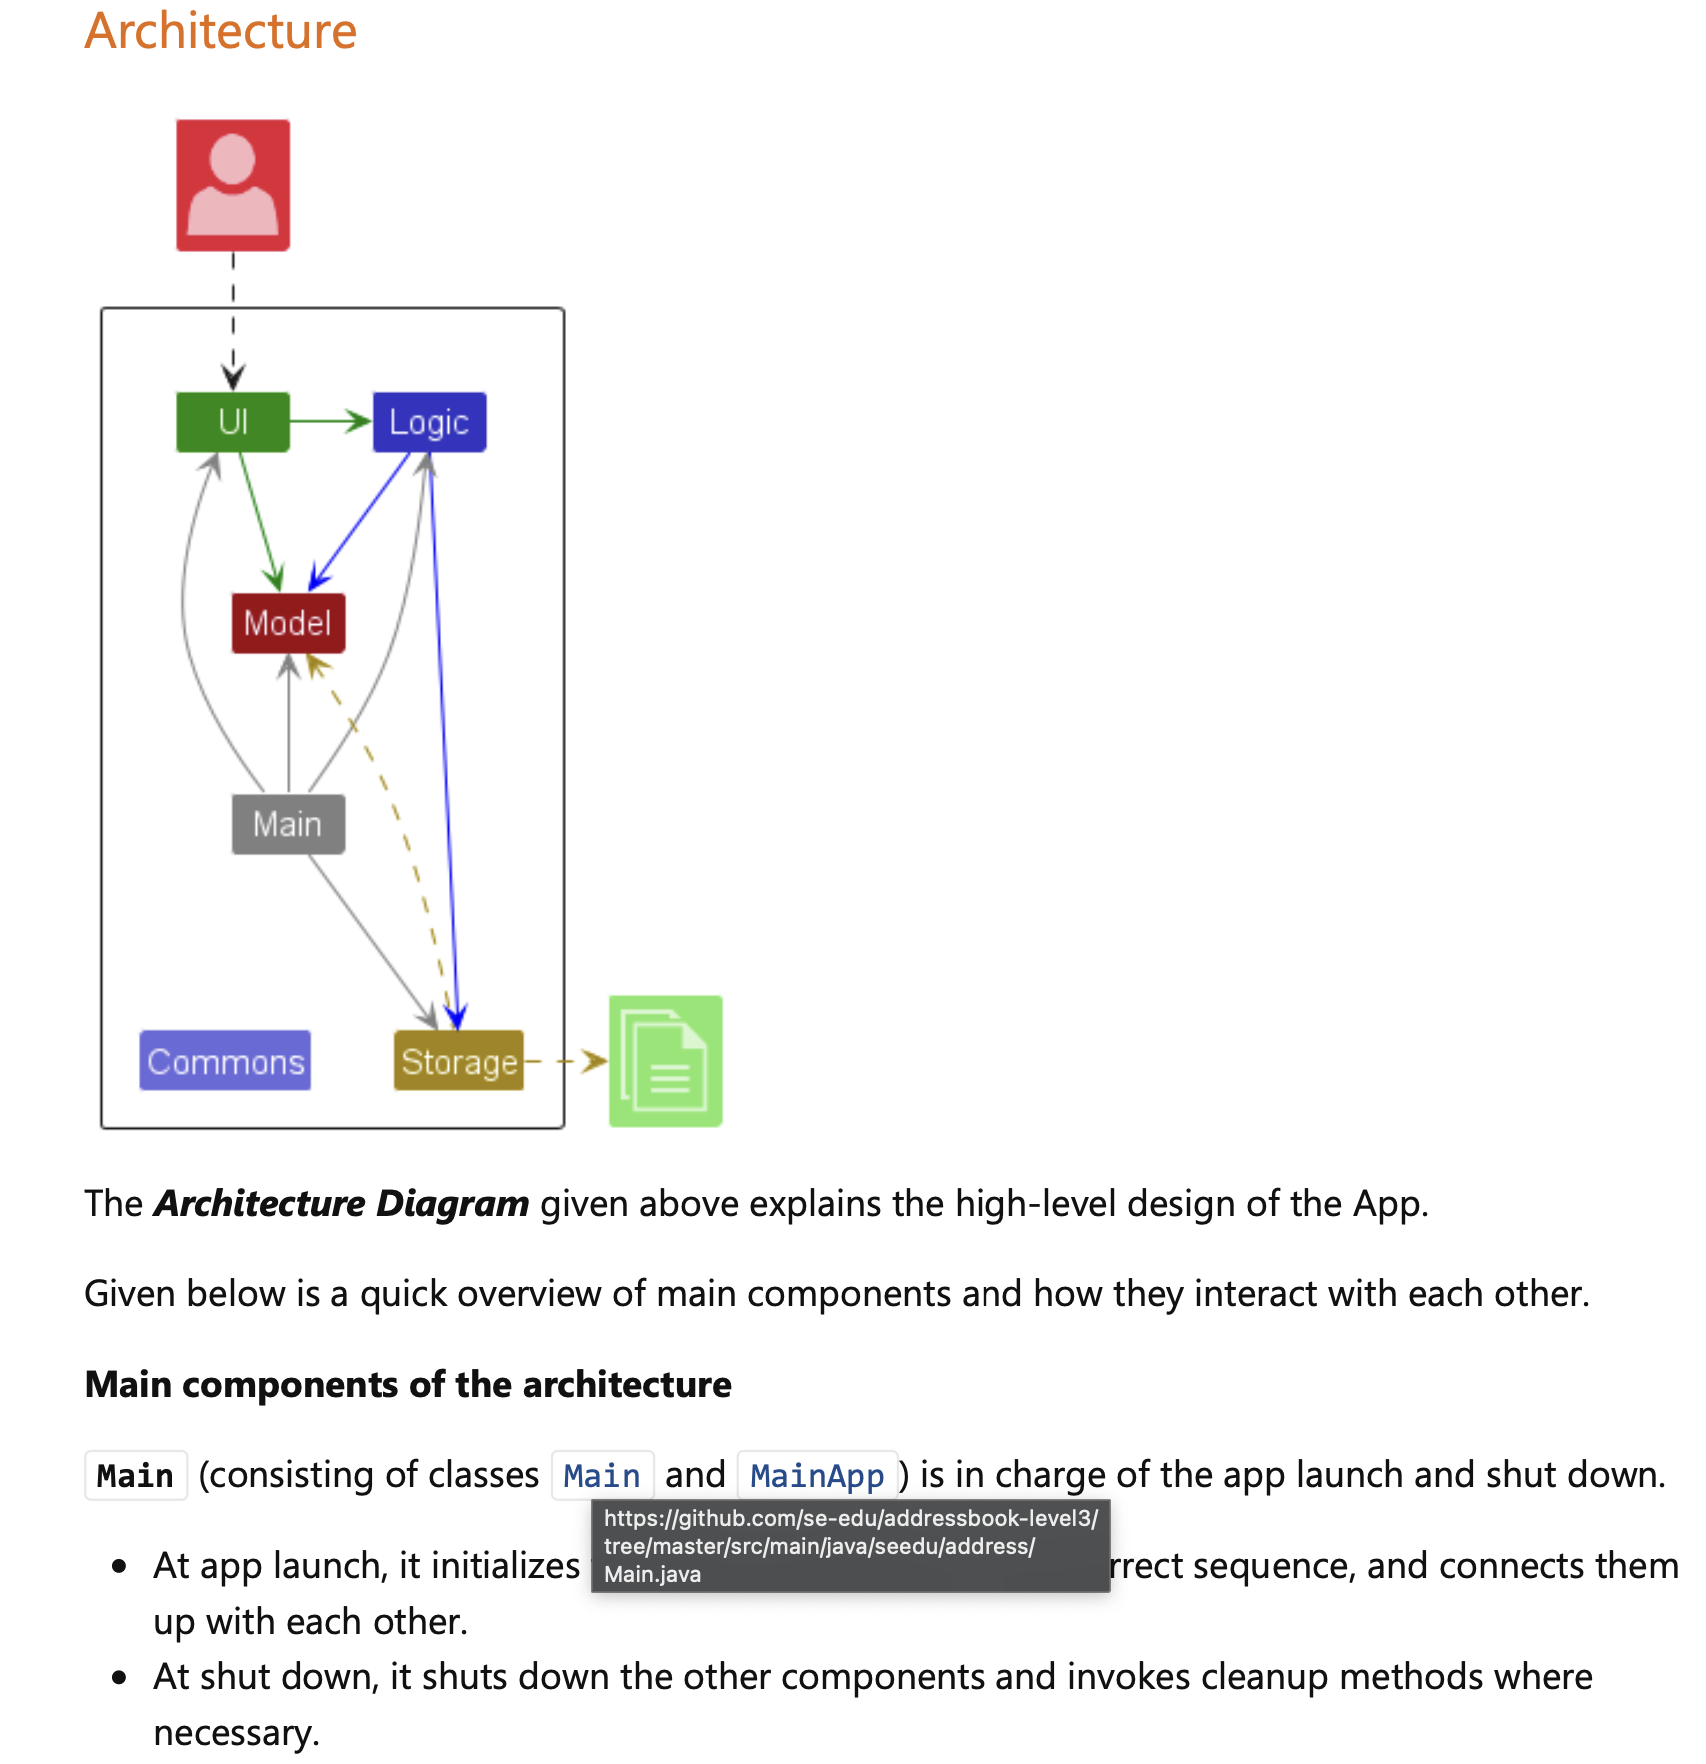 Architecture
UI
Logic
Model
Main
Commons
Storage
The Architecture Diagram given above explains the high-level design of the App.
Given below is a quick overview of main components and how they interact with each other.
Main components of the architecture
Main (consisting of classes Main and MainApp) is in charge of the app launch and shut down.
https://github.com/se-edu/addressbook-level3/
tree/master/src/main/java/seedu/address/
Main.java
• At app launch, it initializes rrect sequence, and connects them
up with each other.
• At shut down, it shuts down the other components and invokes cleanup methods where
necessary.